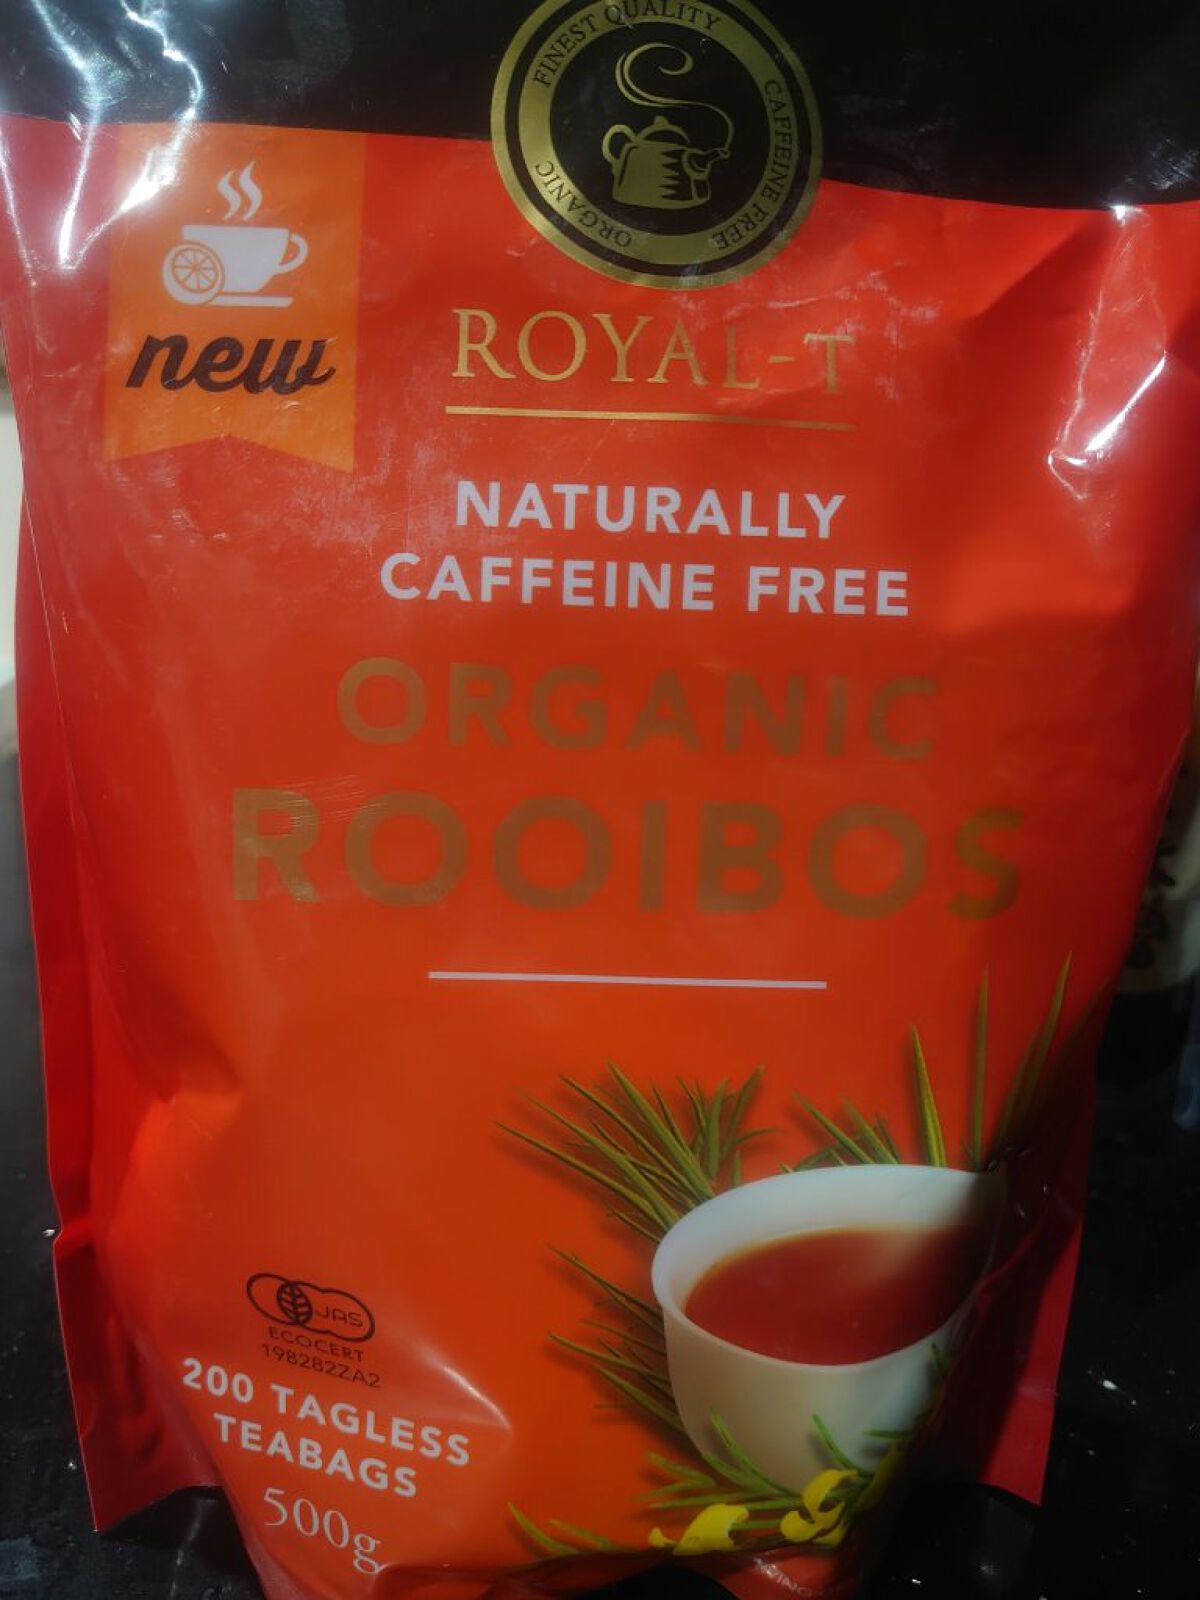 FINEST QUALITY
CAFFEINE FREE
ORGANIC
new
ROYAL-T
NATURALLY
CAFFEINE FREE
ORGANIC
ROOIBOS
JAS
ECOCERT
198282ZA2
200 TAGLESS
TEABAGS
500g